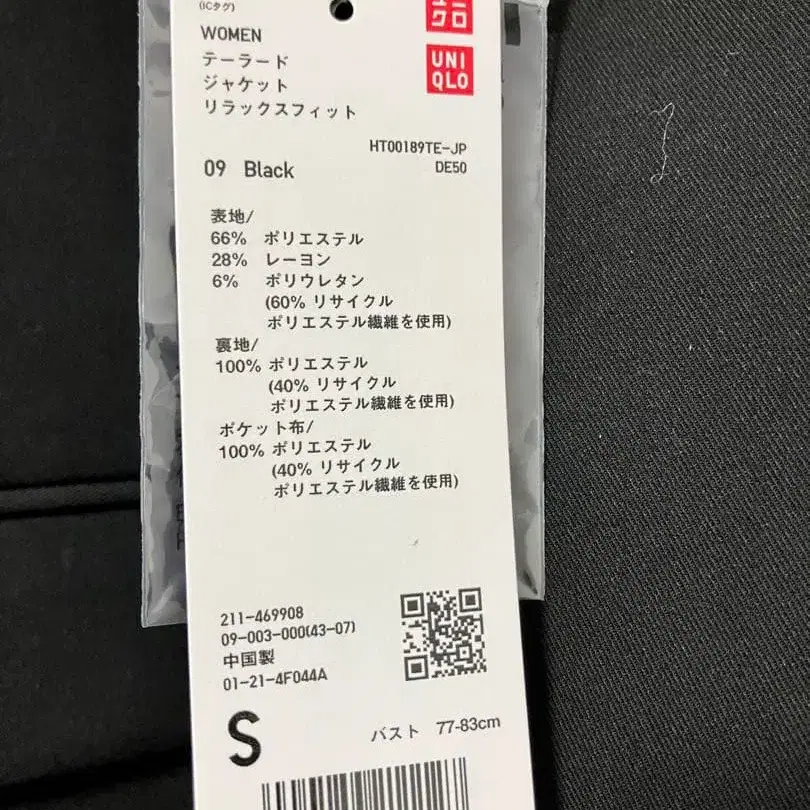 (ICタグ)
WOMEN
テーラード
ジャケット
リラックスフィット
ユニ
クロ
UNI
QLO
HT00189TE-JP
09 Black
DE50
表地/
66% ポリエステル
28% レーヨン
6% ポリウレタン
(60% リサイクル
ポリエステル繊維を使用)
裏地/
100% ポリエステル
(40% リサイクル
ポリエステル繊維を使用)
ポケット布/
100% ポリエステル
(40% リサイクル
ポリエステル繊維を使用)
211-469908
09-003-000(43-07)
中国製
01-21-4F044A
S
バスト 77-83cm